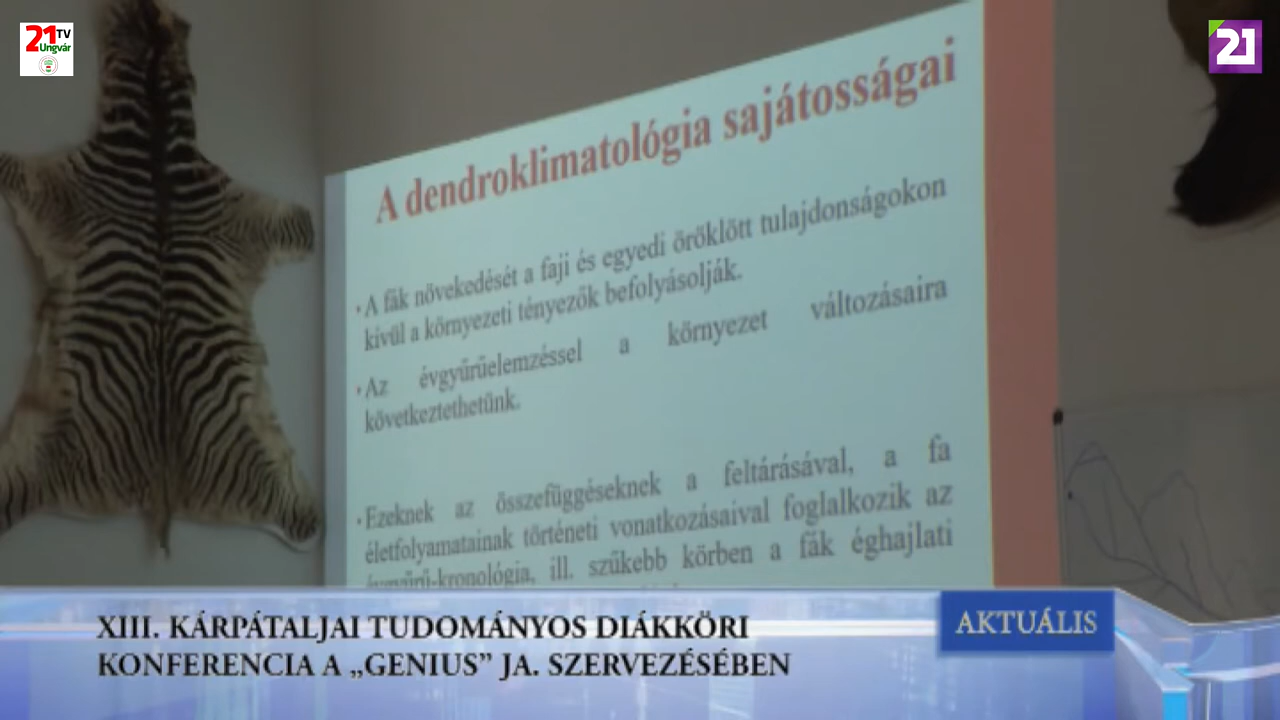 21 TV
Ungvár
21
A dendroklimatológia sajátosságai
• A fák növekedését a faji és egyedi öröklött tulajdonságokon
kívül a környezeti tényezők befolyásolják.
• Az évgyűrűelemzéssel a környezet változásaira
következtethetünk.
• Ezeknek az összefüggéseknek a feltárásával, a fa
életfolyamatainak történeti vonatkozásaival foglalkozik az
évgyűrű-kronológia, ill. szűkebb körben a fák éghajlati
XIII. KÁRPÁTALJAI TUDOMÁNYOS DIÁKKÖRI
KONFERENCIA A „GENIUS” JA. SZERVEZÉSÉBEN
AKTUÁLIS